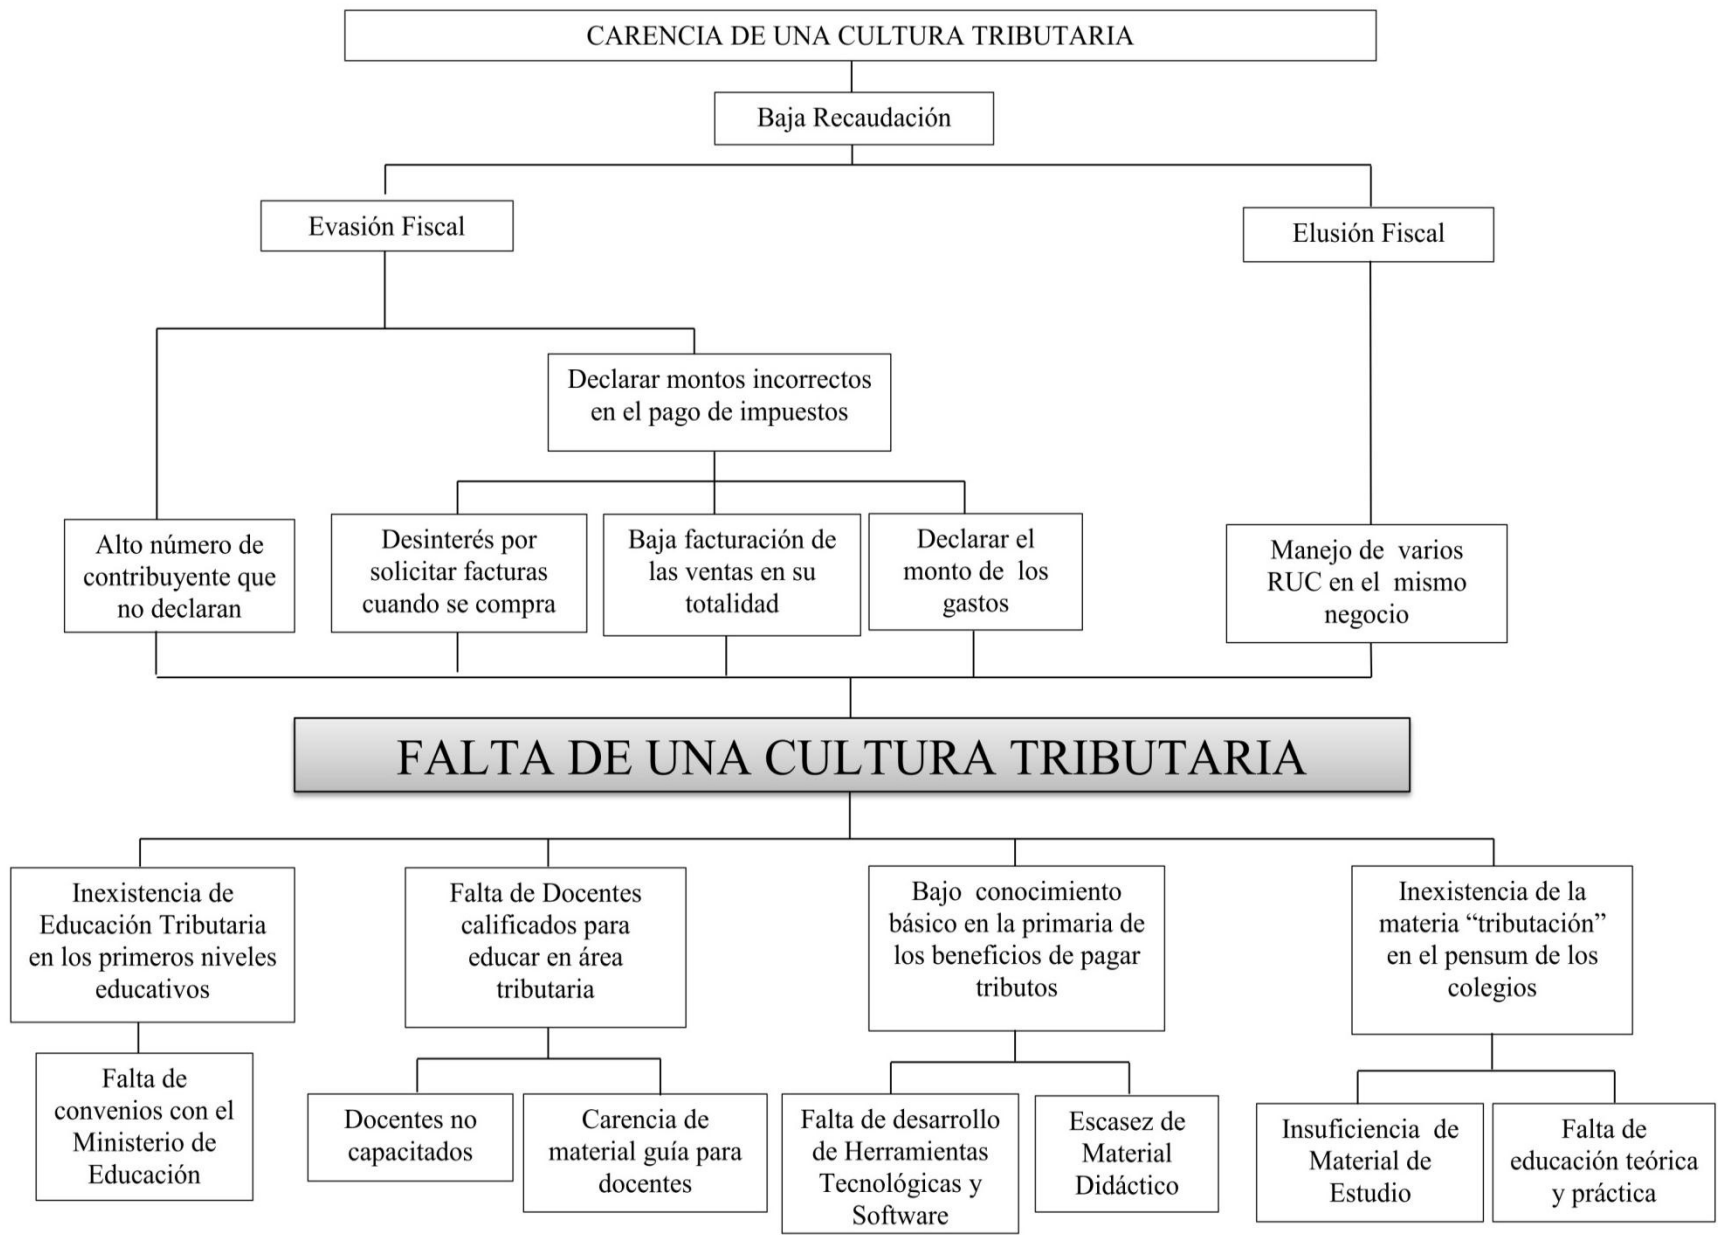 CARENCIA DE UNA CULTURA TRIBUTARIA
Baja Recaudación
Evasión Fiscal
Elusión Fiscal
Declarar montos incorrectos
en el pago de impuestos
Alto número de
contribuyente que
no declaran
Desinterés por
solicitar facturas
cuando se compra
Baja facturación de
las ventas en su
totalidad
Declarar el
monto de los
gastos
Manejo de varios
RUC en el mismo
negocio
FALTA DE UNA CULTURA TRIBUTARIA
Inexistencia de
Educación Tributaria
en los primeros niveles
educativos
Falta de Docentes
calificados para
educar en área
tributaria
Bajo conocimiento
básico en la primaria de
los beneficios de pagar
tributos
Inexistencia de la
materia “tributación”
en el pensum de los
colegios
Falta de
convenios con el
Ministerio de
Educación
Docentes no
capacitados
Carencia de
material guía para
docentes
Falta de desarrollo
de Herramientas
Tecnológicas y
Software
Escasez de
Material
Didáctico
Insuficiencia de
Material de
Estudio
Falta de
educación teórica
y práctica